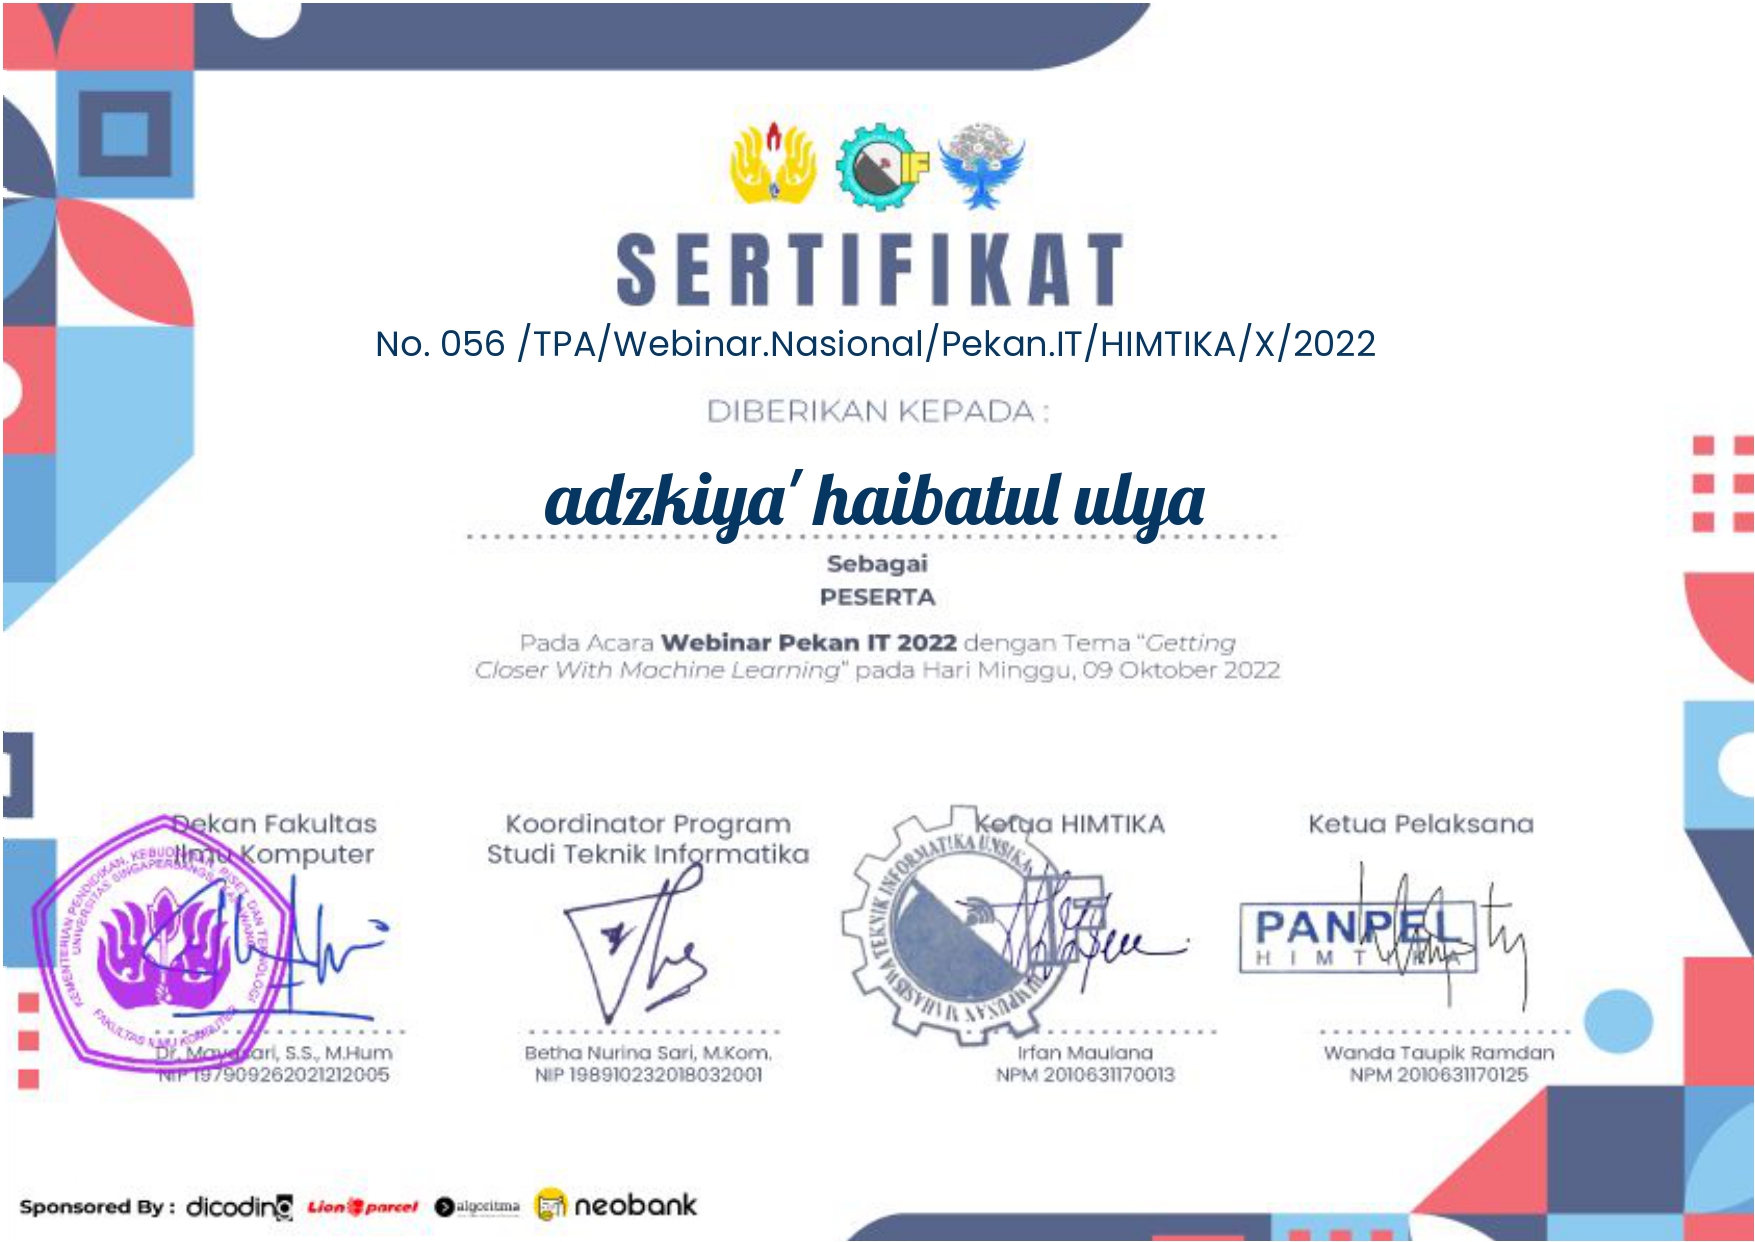 IF
SERTIFIKAT
No. 056 /TPA/Webinar.Nasional/Pekan.IT/HIMTIKA/X/2022
DIBERIKAN KEPADA :
adzkiya' haibatul ulya
Sebagai
PESERTA
Pada Acara Webinar Pekan IT 2022 dengan Tema “Getting
Closer With Machine Learning” pada Hari Minggu, 09 Oktober 2022
Dekan Fakultas
Ilmu Komputer
KEMENTERIAN PENDIDIKAN, KEBUDAYAAN, RISET, DAN TEKNOLOGI
UNIVERSITAS SINGAPERBANGSA KARAWANG
FAKULTAS ILMU KOMPUTER
Dr, Mayasari, S.S., M.Hum
NIP 197909262021212005
Koordinator Program
Studi Teknik Informatika
Betha Nurina Sari, M.Kom.
NIP 198910232018032001
Ketua HIMTIKA
HIMPUNAN MAHASISWA TEKNIK INFORMATIKA UNSIKA
Irfan Maulana
NPM 2010631170013
Ketua Pelaksana
PANPEL
HIMTIKA
Wanda Taupik Ramdan
NPM 2010631170125
Sponsored By : dicoding Lion parcel algoritma neobank